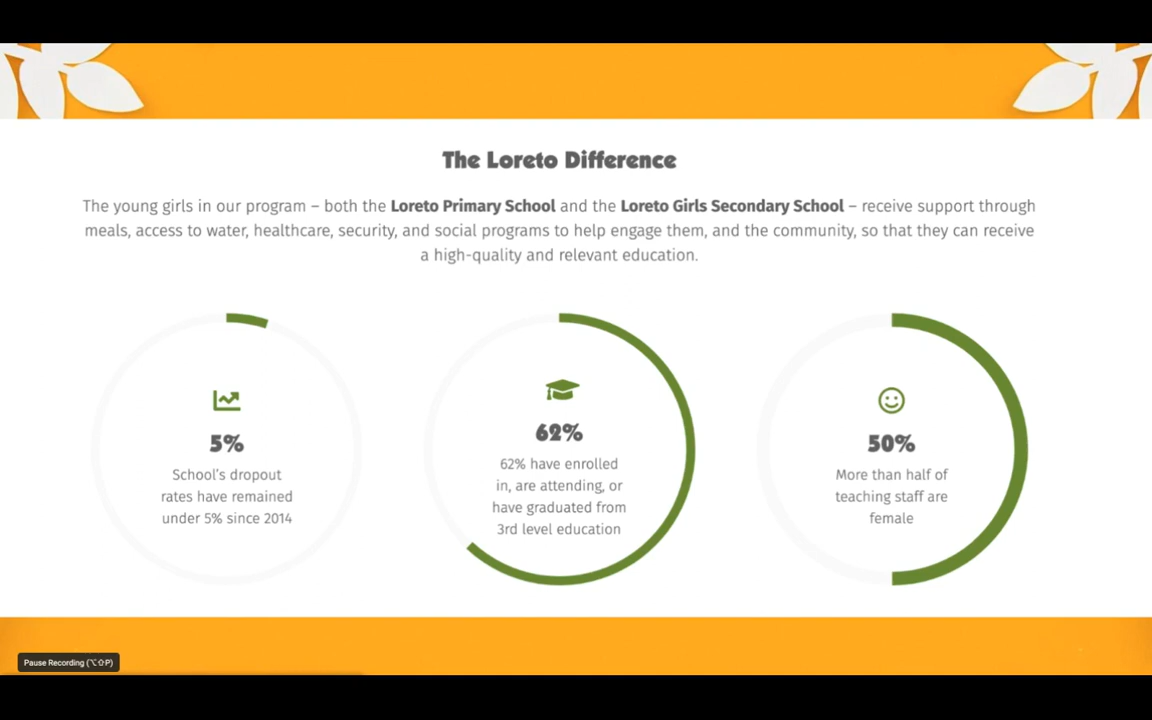 The Loreto Difference
The young girls in our program – both the Loreto Primary School and the Loreto Girls Secondary School – receive support through
meals, access to water, healthcare, security, and social programs to help engage them, and the community, so that they can receive
a high-quality and relevant education.
5%
School's dropout
rates have remained
under 5% since 2014
62%
62% have enrolled
in, are attending, or
have graduated from
3rd level education
50%
More than half of
teaching staff are
female
Pause Recording (⌥⇧P)